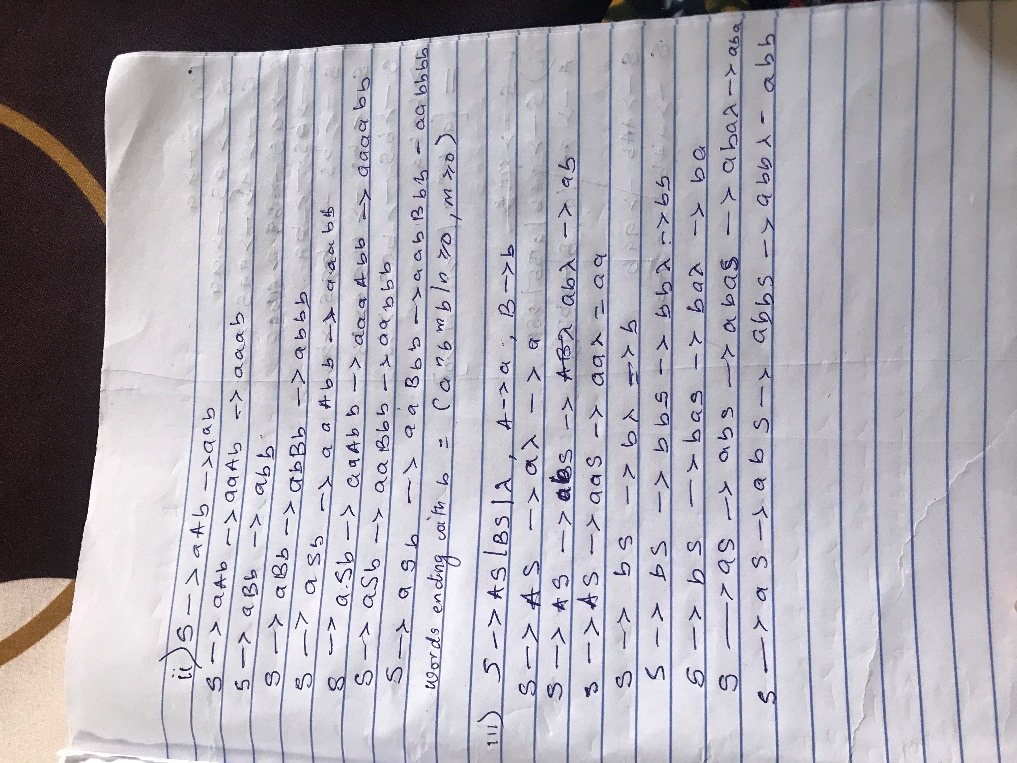 ii) S —> aAb —> aab
S —> aAb —> aaAb —> aaab
S —> aBb —> abb
S —> aBb —> abBb —> abbb
S —> aSb —> aaAbb —> aaabb
S —> aSb —> aaAbb —> aaaAbb —> aaaabb
S —> aSb —> aaBbb —> aabbb
S —> aSb —> aaBbb —> aabBbb - aabbbb
words ending with b = (anbmb|n≥0, m≥0)
iii) S —> AS|BS|λ, A —> a, B —> b
S —> AS —> aλ —> a
S —> AS —> abS —> abλ —> ab
S —> AS —> aaS —> aaλ = aa
S —> bS —> bλ —> b
S —> bS —> bbS —> bbλ —> bb
S —> bS —> baS —> baλ —> ba
S —> aS —> abS —> abaS —> abaλ —> aba
S —> aS —> abS —> abbS —> abbλ - abb